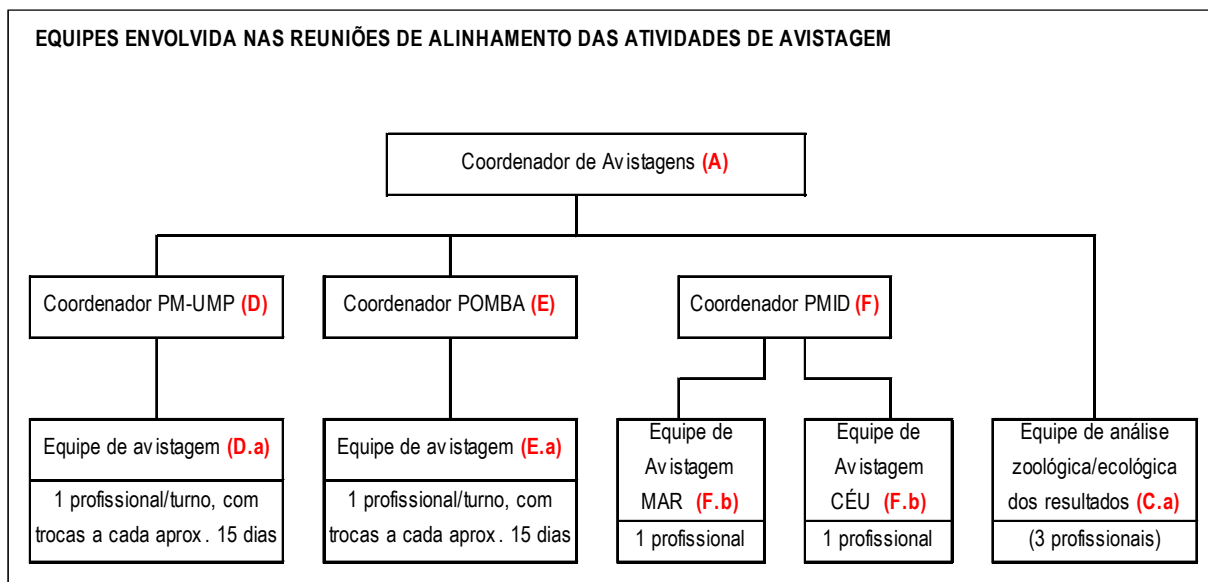 EQUIPES ENVOLVIDA NAS REUNIÕES DE ALINHAMENTO DAS ATIVIDADES DE AVISTAGEM
Coordenador de Avistagens (A)
Coordenador PM-UMP (D)
Coordenador POMBA (E)
Coordenador PMID (F)
Equipe de avistagem (D.a)
1 profissional/turno, com
trocas a cada aprox. 15 dias
Equipe de avistagem (E.a)
1 profissional/turno, com
trocas a cada aprox. 15 dias
Equipe de
Avistagem
MAR (F.b)
1 profissional
Equipe de
Avistagem
CÉU (F.b)
1 profissional
Equipe de análise
zoológica/ecológica
dos resultados (C.a)
(3 profissionais)